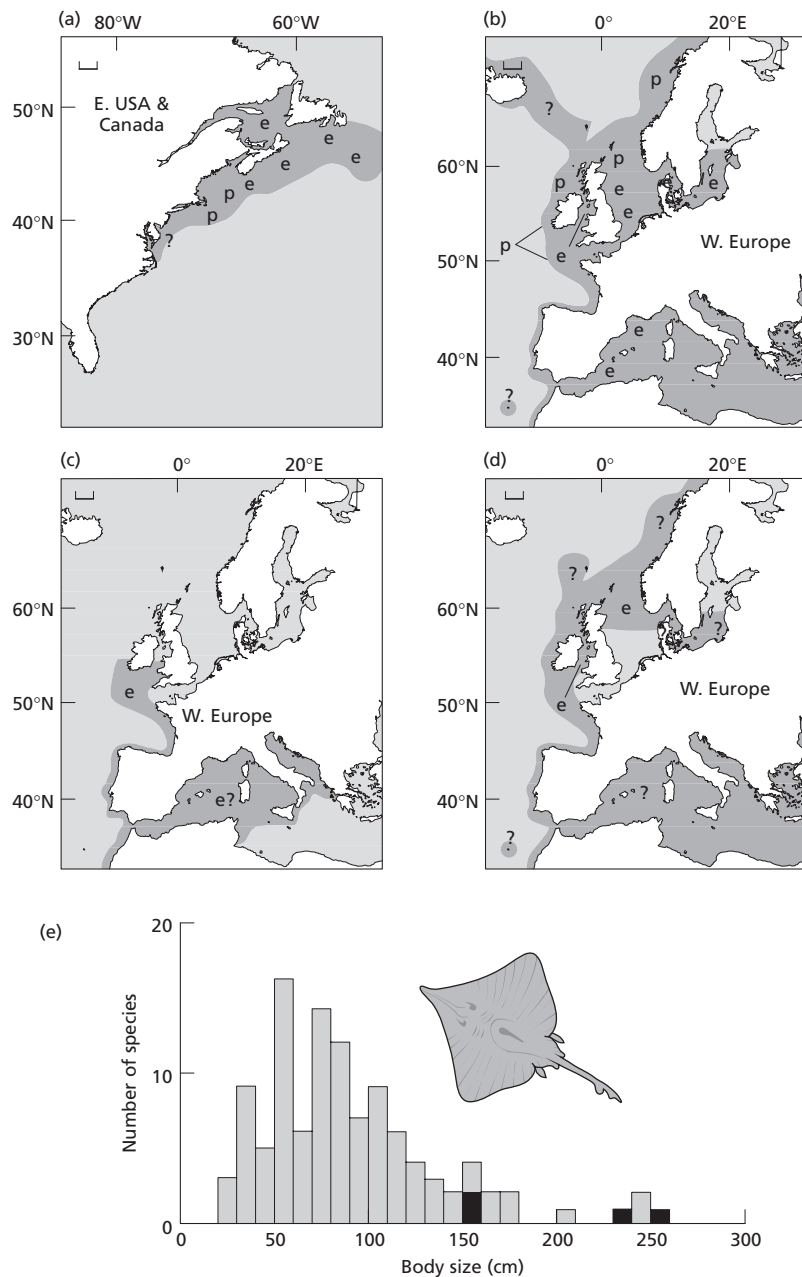 (a) 80°W 60°W
E. USA &
Canada
50°N
40°N
30°N
e
e
e
e
e
p
p
?
(b) 0° 20°E
60°N
50°N
40°N
W. Europe
p
?
p
p
e
e
e
e
p
e
e
e
?
(c) 0° 20°E
60°N
50°N
40°N
e
W. Europe
e?
(d) 0° 20°E
60°N
50°N
40°N
?
?
e
?
e
W. Europe
?
?
(e)
20
10
0
Number of species
0 50 100 150 200 250 300
Body size (cm)